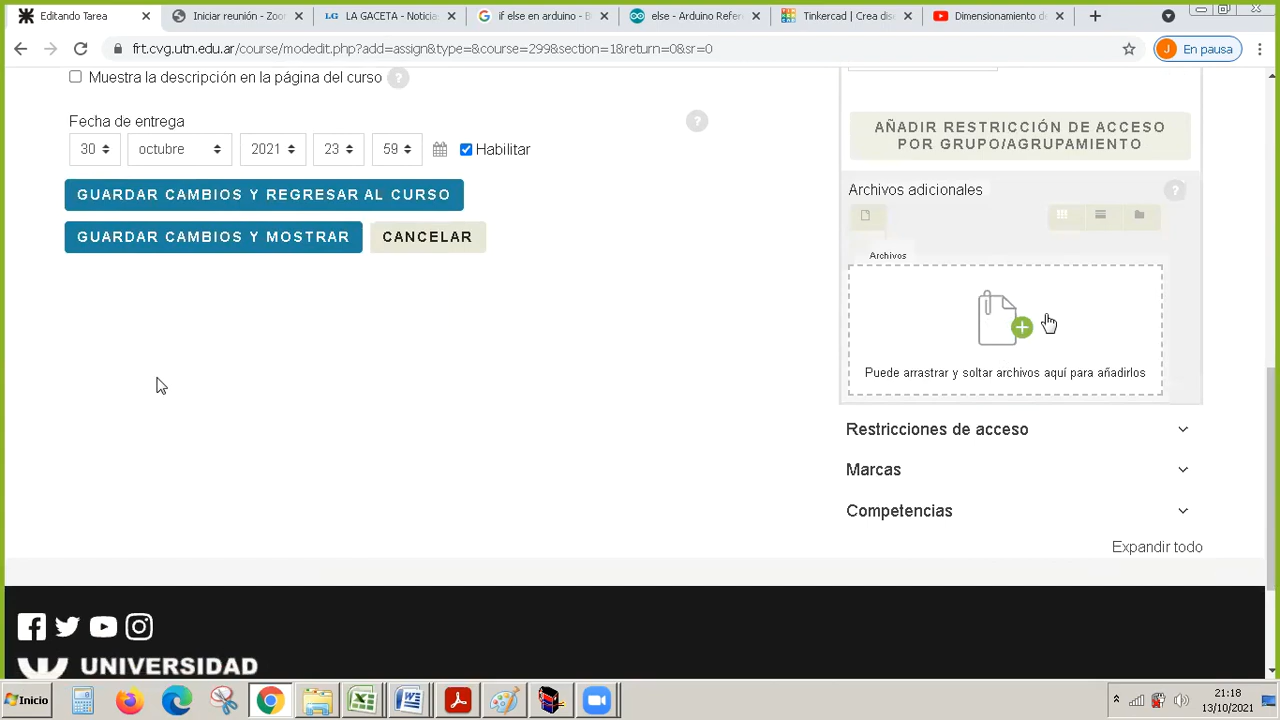 Editando Tarea
Iniciar reunión - Zoo
LG LA GACETA - Noticias
if else en arduino - B
else - Arduino Refer
Tinkercad | Crea dise
Dimensionamiento de
frt.cvg.utn.edu.ar/course/modedit.php?add=assign&type=&course=299&section=1&return=0&sr=0
J En pausa
Muestra la descripción en la página del curso ?
Fecha de entrega ?
30 octubre 2021 23 59 Habilitar
GUARDAR CAMBIOS Y REGRESAR AL CURSO
GUARDAR CAMBIOS Y MOSTRAR CANCELAR
AÑADIR RESTRICCIÓN DE ACCESO
POR GRUPO/AGRUPAMIENTO
Archivos adicionales ?
Archivos
Puede arrastrar y soltar archivos aquí para añadirlos
Restricciones de acceso
Marcas
Competencias
Expandir todo
UNIVERSIDAD
Inicio
21:18
13/10/2021